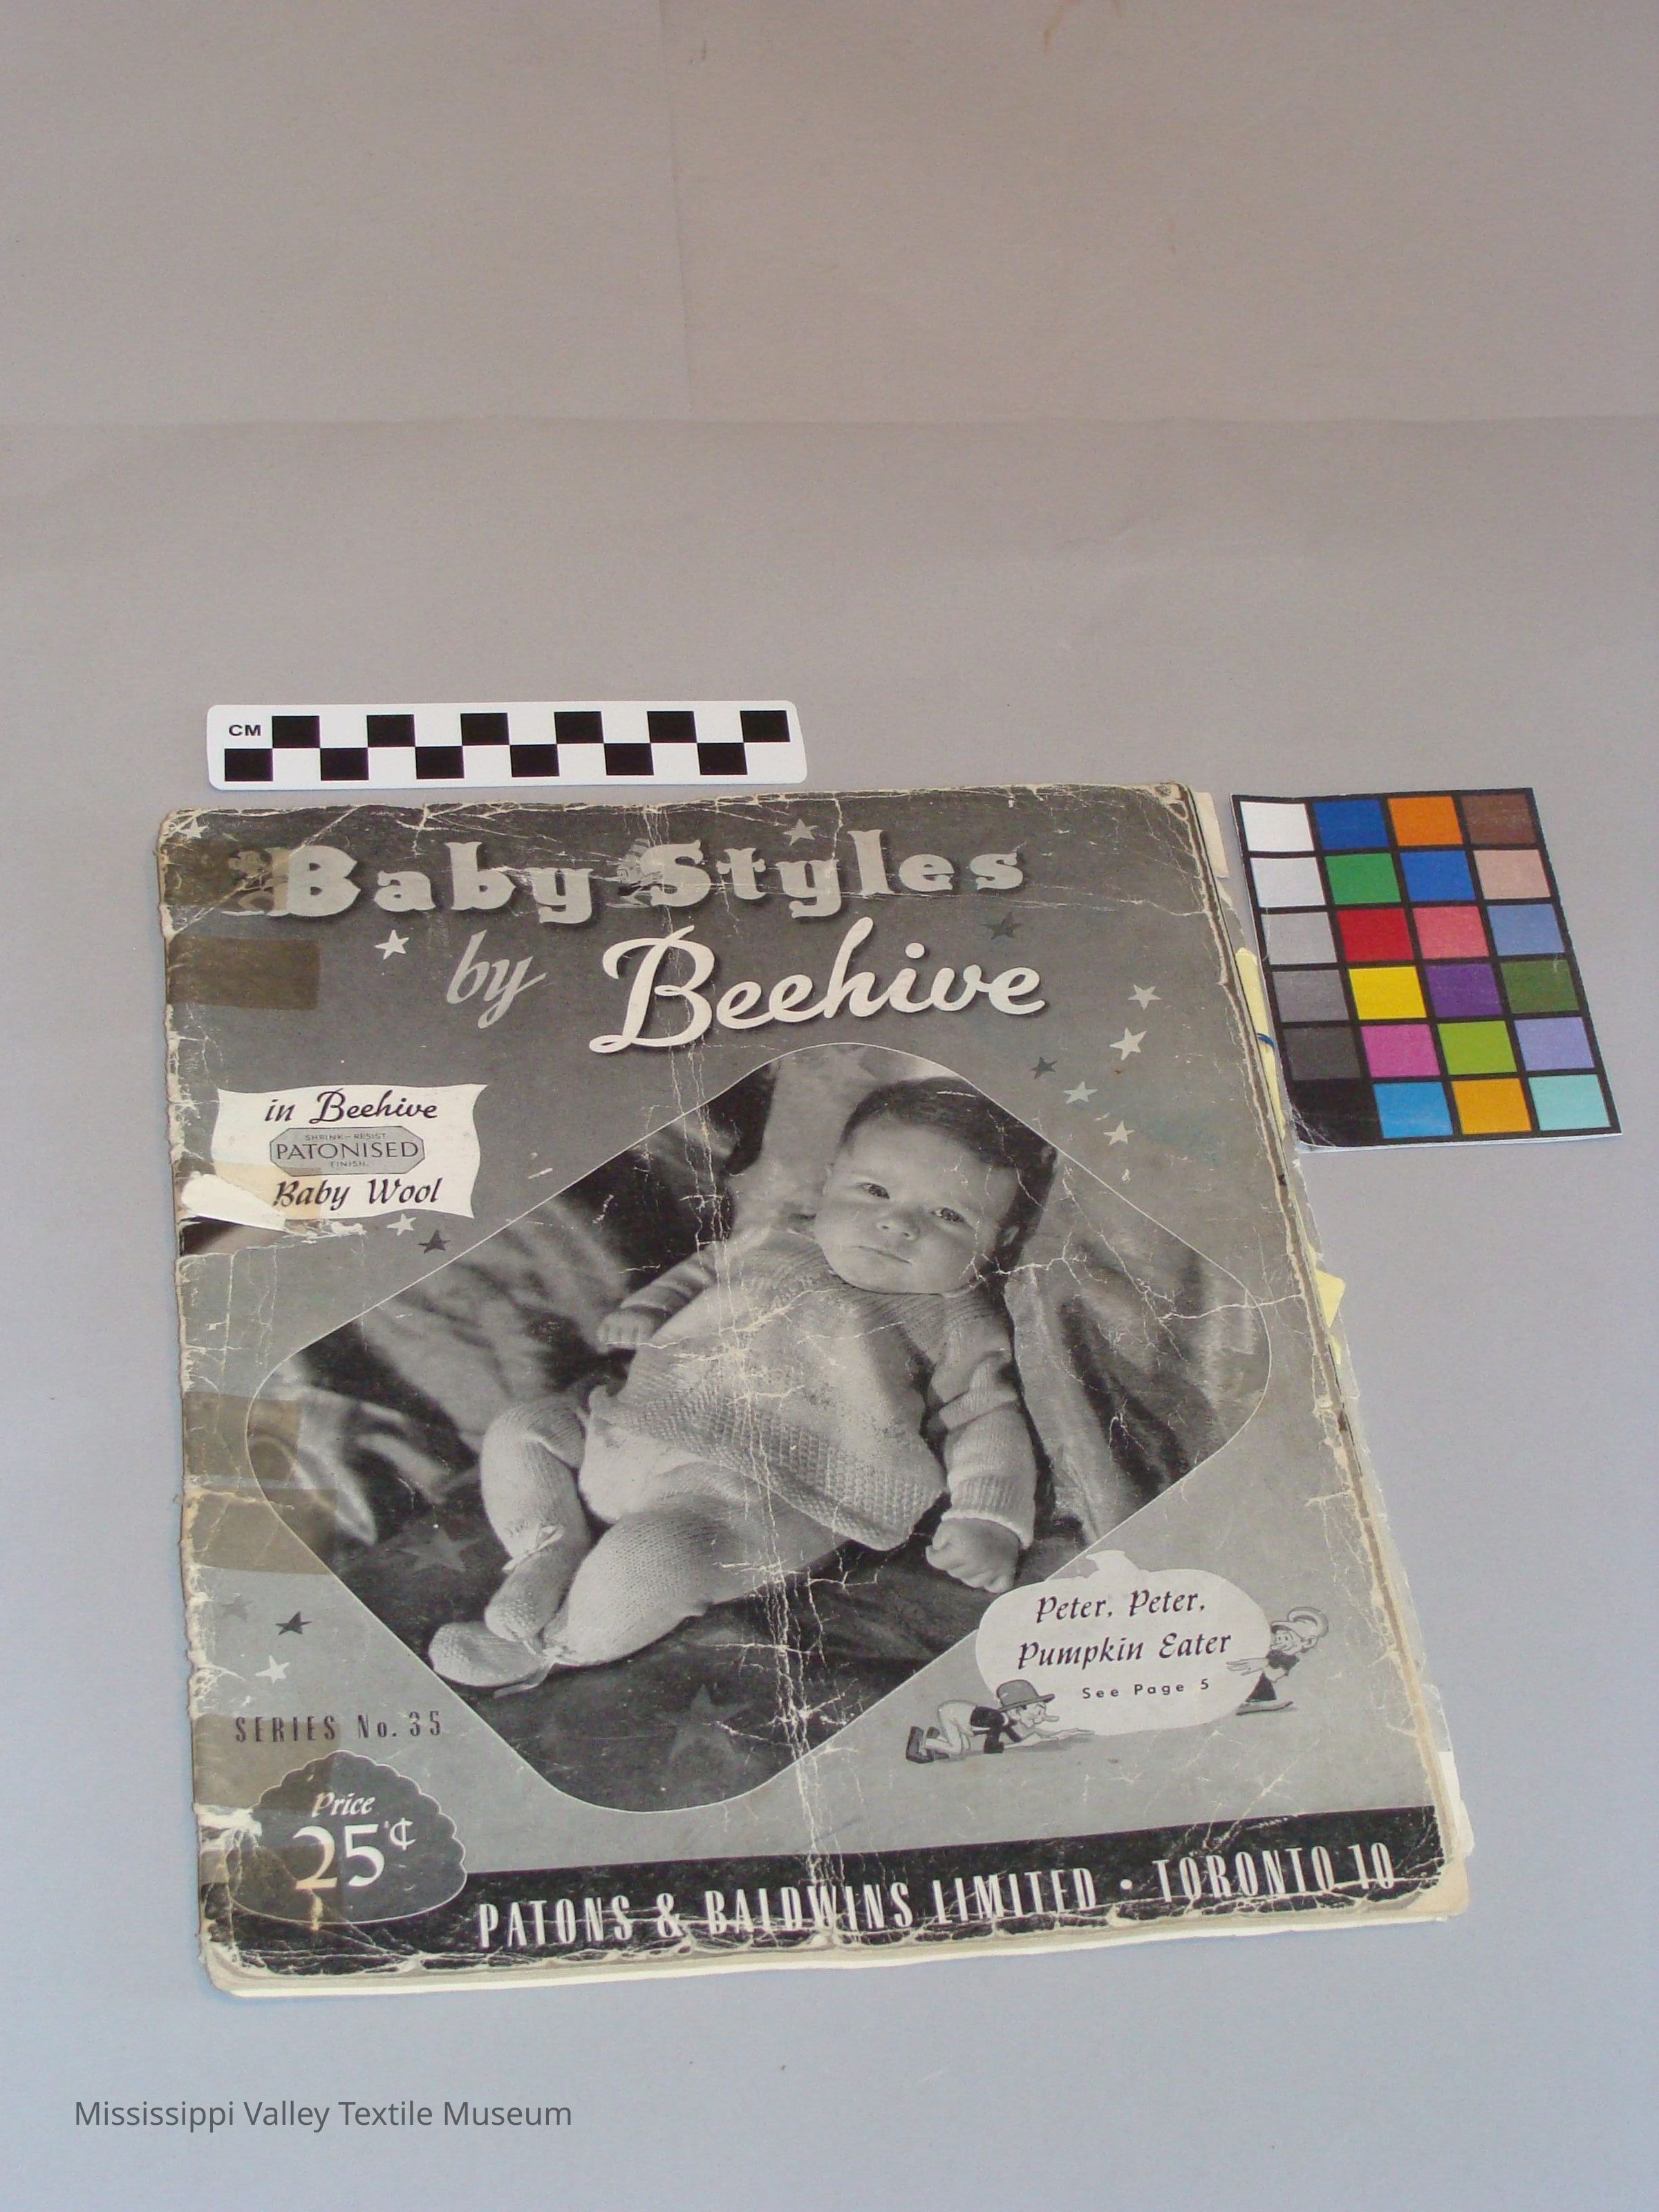 CM
Baby Styles
by Beehive
in Beehive
SHRINK-RESIST
PATONISED
FINISH.
Baby Wool
Peter, Peter,
Pumpkin Eater
See Page 5
SERIES No. 35
Price
25¢
PATONS & BALDWINS LIMITED • TORONTO 10
Mississippi Valley Textile Museum